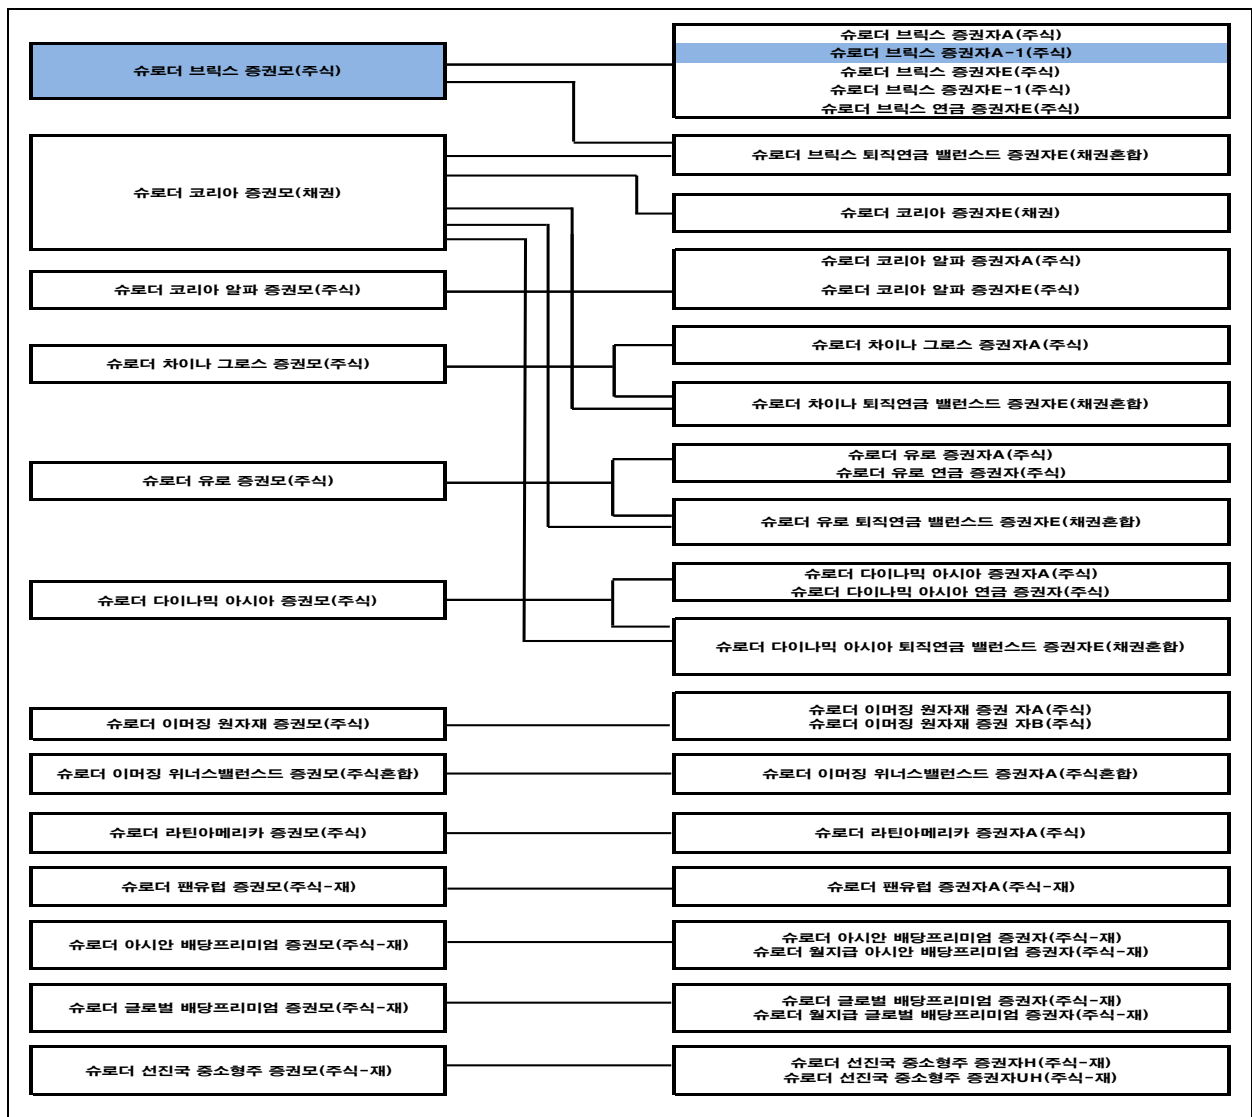 슈로더 브릭스 증권모(주식)
슈로더 브릭스 증권자A(주식)
슈로더 브릭스 증권자A-1(주식)
슈로더 브릭스 증권자E(주식)
슈로더 브릭스 증권자E-1(주식)
슈로더 브릭스 연금 증권자E(주식)
슈로더 브릭스 퇴직연금 밸런스드 증권자E(채권혼합)
슈로더 코리아 증권모(채권)
슈로더 코리아 증권자E(채권)
슈로더 코리아 알파 증권모(주식)
슈로더 코리아 알파 증권자A(주식)
슈로더 코리아 알파 증권자E(주식)
슈로더 차이나 그로스 증권모(주식)
슈로더 차이나 그로스 증권자A(주식)
슈로더 차이나 퇴직연금 밸런스드 증권자E(채권혼합)
슈로더 유로 증권모(주식)
슈로더 유로 증권자A(주식)
슈로더 유로 연금 증권자(주식)
슈로더 유로 퇴직연금 밸런스드 증권자E(채권혼합)
슈로더 다이나믹 아시아 증권모(주식)
슈로더 다이나믹 아시아 증권자A(주식)
슈로더 다이나믹 아시아 연금 증권자(주식)
슈로더 다이나믹 아시아 퇴직연금 밸런스드 증권자E(채권혼합)
슈로더 이머징 원자재 증권모(주식)
슈로더 이머징 원자재 증권 자A(주식)
슈로더 이머징 원자재 증권 자B(주식)
슈로더 이머징 위너스밸런스드 증권모(주식혼합)
슈로더 이머징 위너스밸런스드 증권자A(주식혼합)
슈로더 라틴아메리카 증권모(주식)
슈로더 라틴아메리카 증권자A(주식)
슈로더 팬유럽 증권모(주식-재)
슈로더 팬유럽 증권자A(주식-재)
슈로더 아시안 배당프리미엄 증권모(주식-재)
슈로더 아시안 배당프리미엄 증권자(주식-재)
슈로더 월지급 아시안 배당프리미엄 증권자(주식-재)
슈로더 글로벌 배당프리미엄 증권모(주식-재)
슈로더 글로벌 배당프리미엄 증권자(주식-재)
슈로더 월지급 글로벌 배당프리미엄 증권자(주식-재)
슈로더 선진국 중소형주 증권모(주식-재)
슈로더 선진국 중소형주 증권자H(주식-재)
슈로더 선진국 중소형주 증권자UH(주식-재)